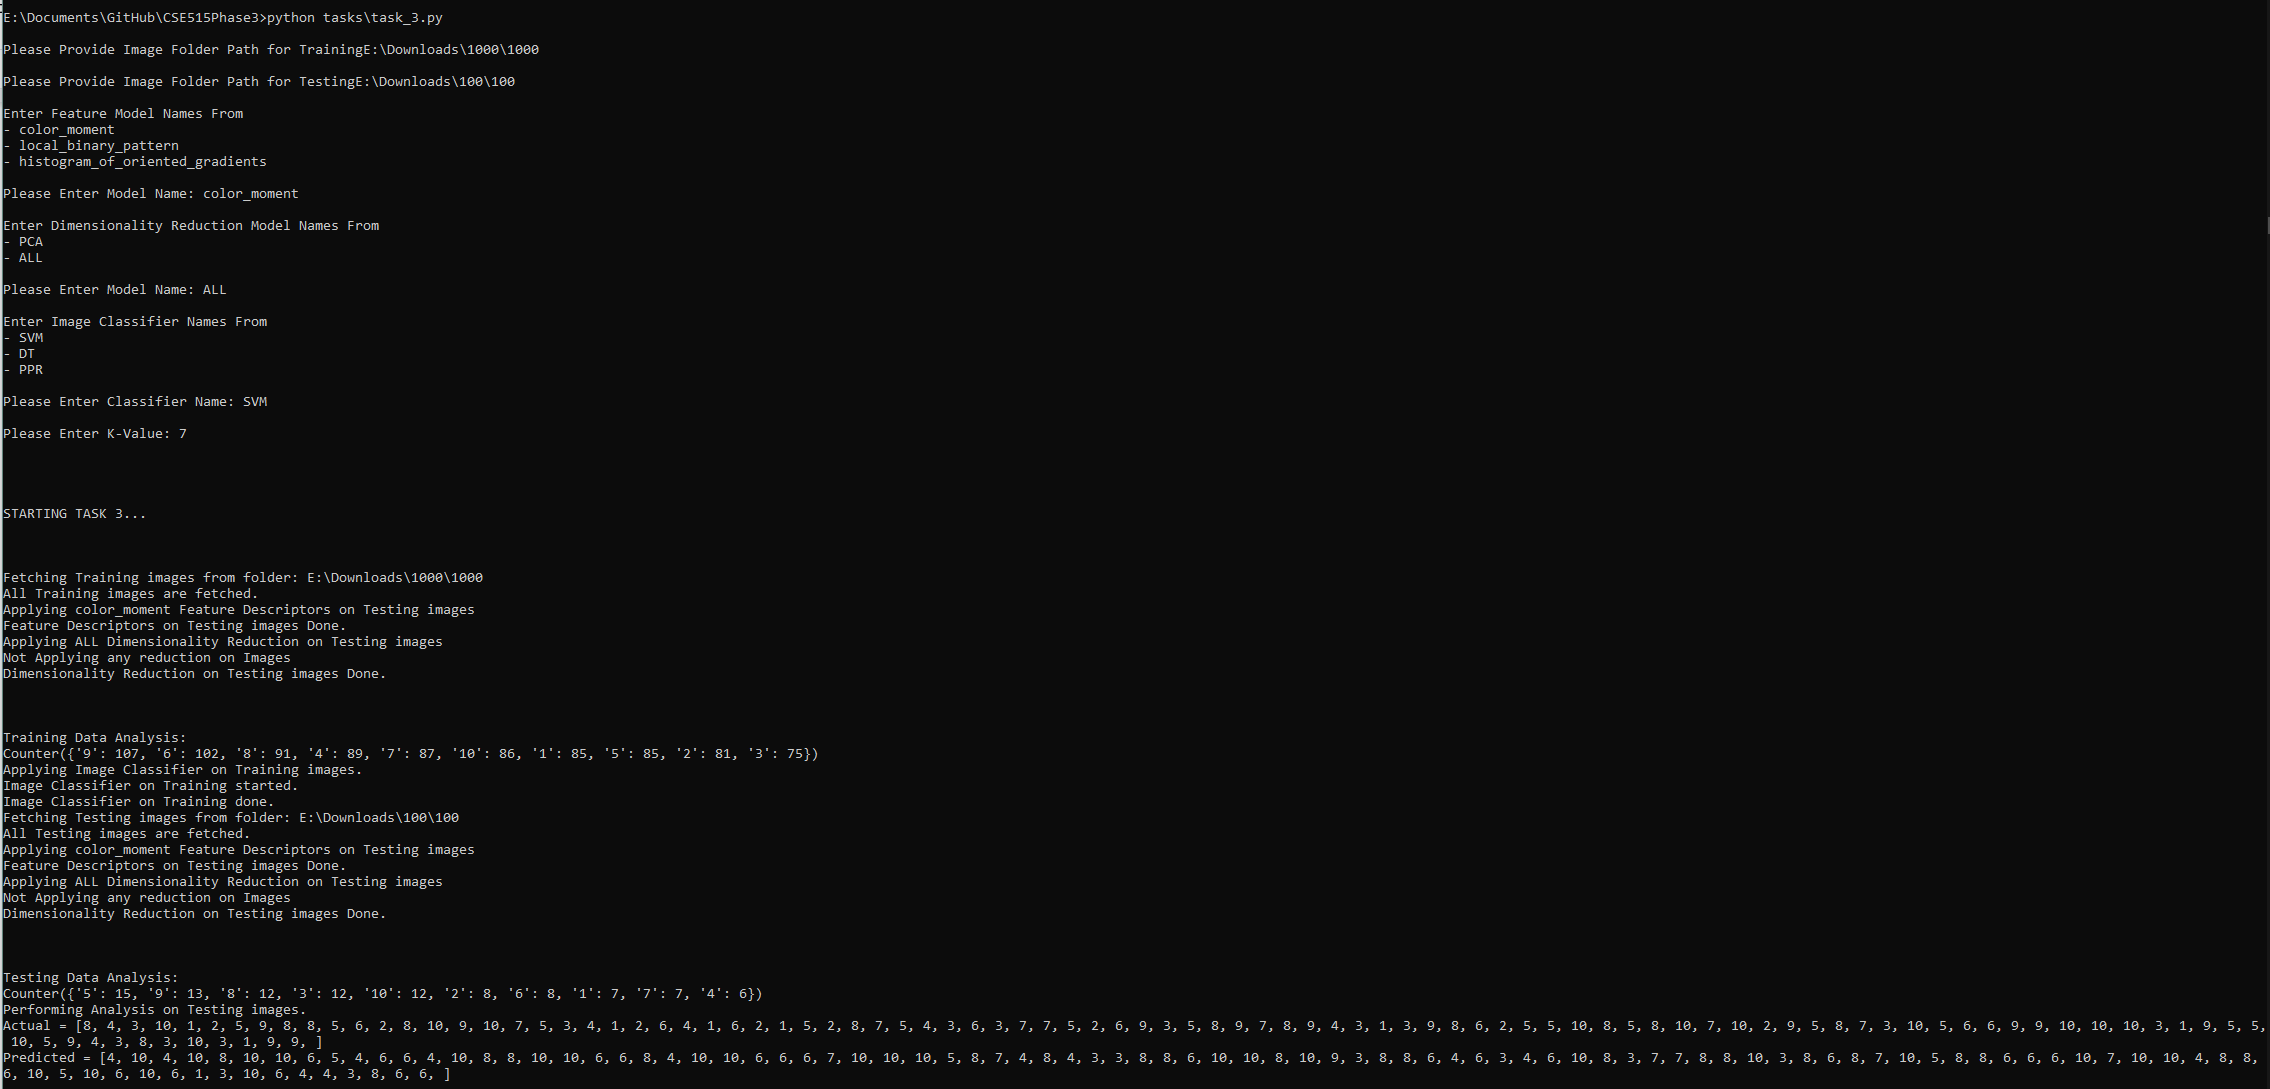 E:\Documents\GitHub\CSE515Phase3>python tasks\task_3.py
Please Provide Image Folder Path for TrainingE:\Downloads\1000\1000
Please Provide Image Folder Path for TestingE:\Downloads\100\100
Enter Feature Model Names From
- color_moment
- local_binary_pattern
- histogram_of_oriented_gradients
Please Enter Model Name: color_moment
Enter Dimensionality Reduction Model Names From
- PCA
- ALL
Please Enter Model Name: ALL
Enter Image Classifier Names From
- SVM
- DT
- PPR
Please Enter Classifier Name: SVM
Please Enter K-Value: 7
STARTING TASK 3...
Fetching Training images from folder: E:\Downloads\1000\1000
All Training images are fetched.
Applying color_moment Feature Descriptors on Testing images
Feature Descriptors on Testing images Done.
Applying ALL Dimensionality Reduction on Testing images
Not Applying any reduction on Images
Dimensionality Reduction on Testing images Done.
Training Data Analysis:
Counter({'9': 107, '6': 102, '8': 91, '4': 89, '7': 87, '10': 86, '1': 85, '5': 85, '2': 81, '3': 75})
Applying Image Classifier on Training images.
Image Classifier on Training started.
Image Classifier on Training done.
Fetching Testing images from folder: E:\Downloads\100\100
All Testing images are fetched.
Applying color_moment Feature Descriptors on Testing images
Feature Descriptors on Testing images Done.
Applying ALL Dimensionality Reduction on Testing images
Not Applying any reduction on Images
Dimensionality Reduction on Testing images Done.
Testing Data Analysis:
Counter({'5': 15, '9': 13, '8': 12, '3': 12, '10': 12, '2': 8, '6': 8, '1': 7, '7': 7, '4': 6})
Performing Analysis on Testing images.
Actual = [8, 4, 3, 10, 1, 2, 5, 9, 8, 8, 5, 6, 2, 8, 10, 9, 10, 7, 5, 3, 4, 1, 2, 6, 4, 1, 6, 2, 1, 5, 2, 8, 7, 5, 4, 3, 6, 3, 7, 7, 5, 2, 6, 9, 3, 5, 8, 9, 7, 8, 9, 4, 3, 1, 3, 9, 8, 6, 2, 5, 5, 10, 8, 5, 8, 10, 7, 10, 2, 9, 5, 8, 7, 3, 10, 5, 6, 6, 9, 9, 10, 10, 10, 3, 1, 9, 5, 5,
10, 5, 9, 4, 3, 8, 3, 10, 3, 1, 9, 9, ]
Predicted = [4, 10, 4, 10, 8, 10, 10, 6, 5, 4, 6, 6, 4, 10, 8, 8, 10, 10, 6, 6, 8, 4, 10, 10, 6, 6, 6, 7, 10, 10, 10, 5, 8, 7, 4, 8, 4, 3, 3, 8, 8, 6, 10, 10, 8, 10, 9, 3, 8, 8, 6, 4, 6, 3, 4, 6, 10, 8, 3, 7, 7, 8, 8, 10, 3, 8, 6, 8, 7, 10, 5, 8, 8, 6, 6, 6, 10, 7, 10, 10, 4, 8, 8,
6, 10, 5, 10, 6, 10, 6, 1, 3, 10, 6, 4, 4, 3, 8, 6, 6, ]